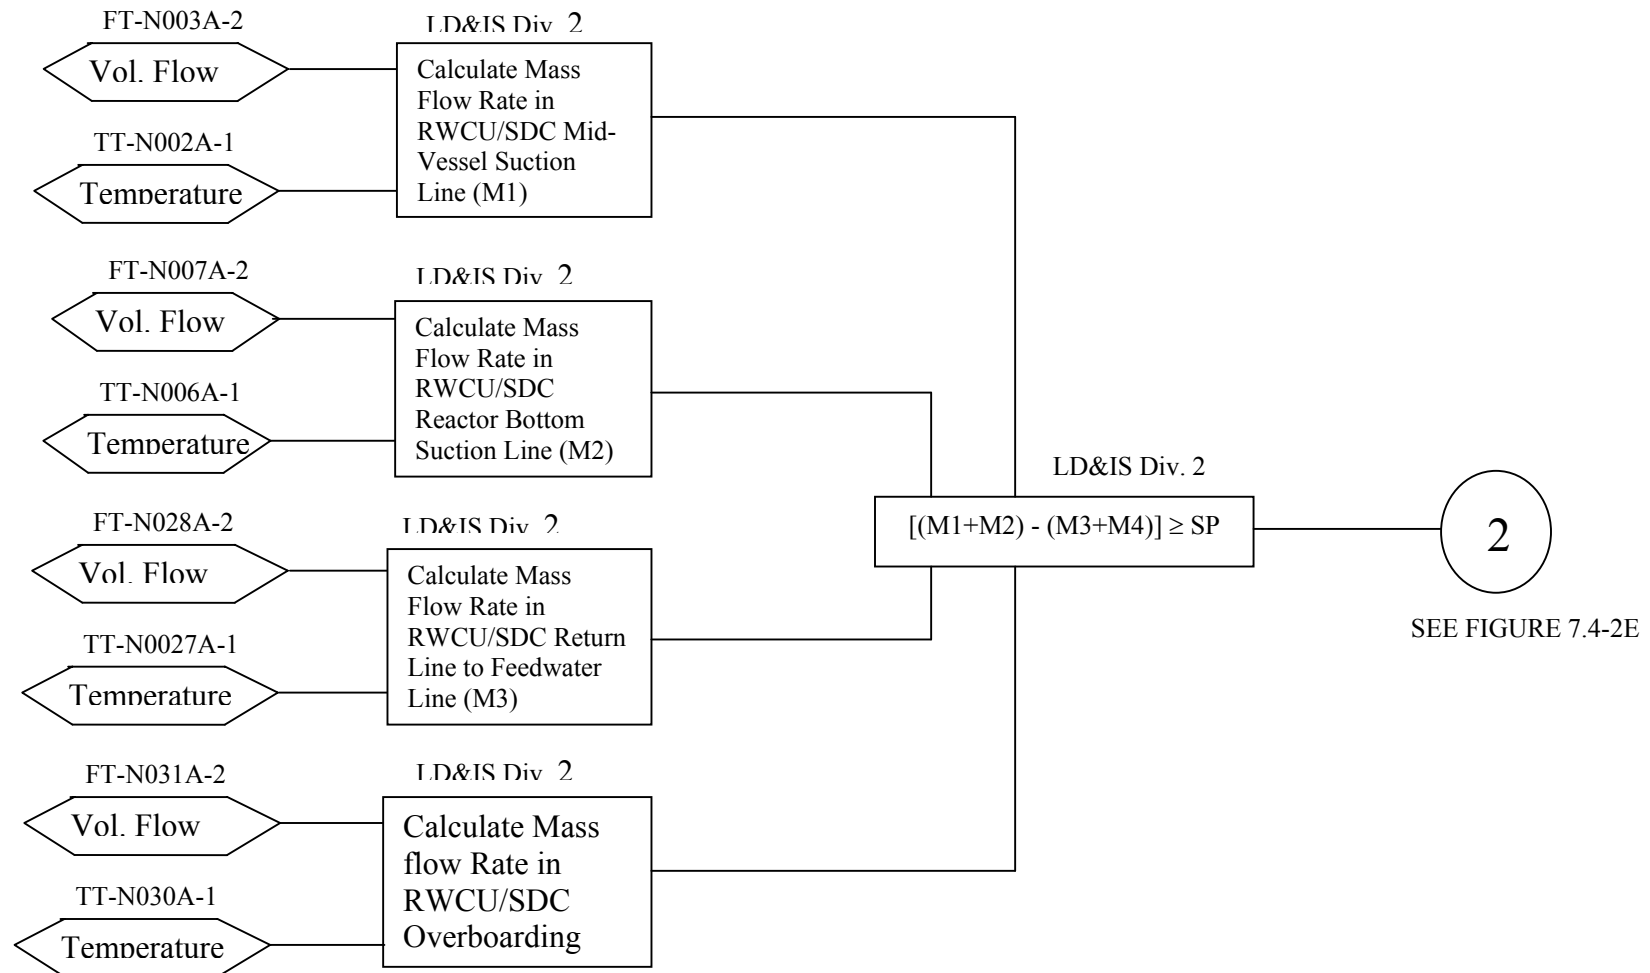 FT-N003A-2
LD&IS Div. 2
Vol. Flow
Calculate Mass
Flow Rate in
RWCU/SDC Mid-
Vessel Suction
Line (M1)
TT-N002A-1
Temperature
FT-N007A-2
LD&IS Div. 2
Vol. Flow
Calculate Mass
Flow Rate in
RWCU/SDC
Reactor Bottom
Suction Line (M2)
TT-N006A-1
Temperature
LD&IS Div. 2
[(M1+M2) - (M3+M4)] ≥ SP
2
SEE FIGURE 7.4-2E
FT-N028A-2
LD&IS Div. 2
Vol. Flow
Calculate Mass
Flow Rate in
RWCU/SDC Return
Line to Feedwater
Line (M3)
TT-N0027A-1
Temperature
FT-N031A-2
LD&IS Div. 2
Vol. Flow
Calculate Mass
flow Rate in
RWCU/SDC
Overboarding
TT-N030A-1
Temperature